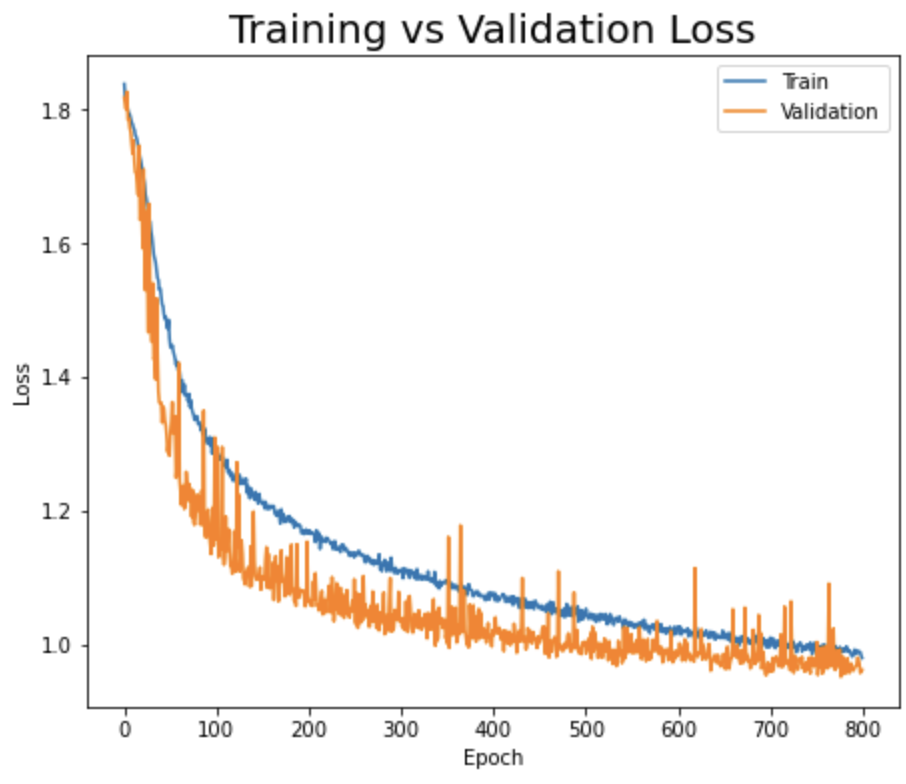 Training vs Validation Loss
Train
Validation
1.8
1.6
1.4
1.2
1.0
Loss
0 100 200 300 400 500 600 700 800
Epoch